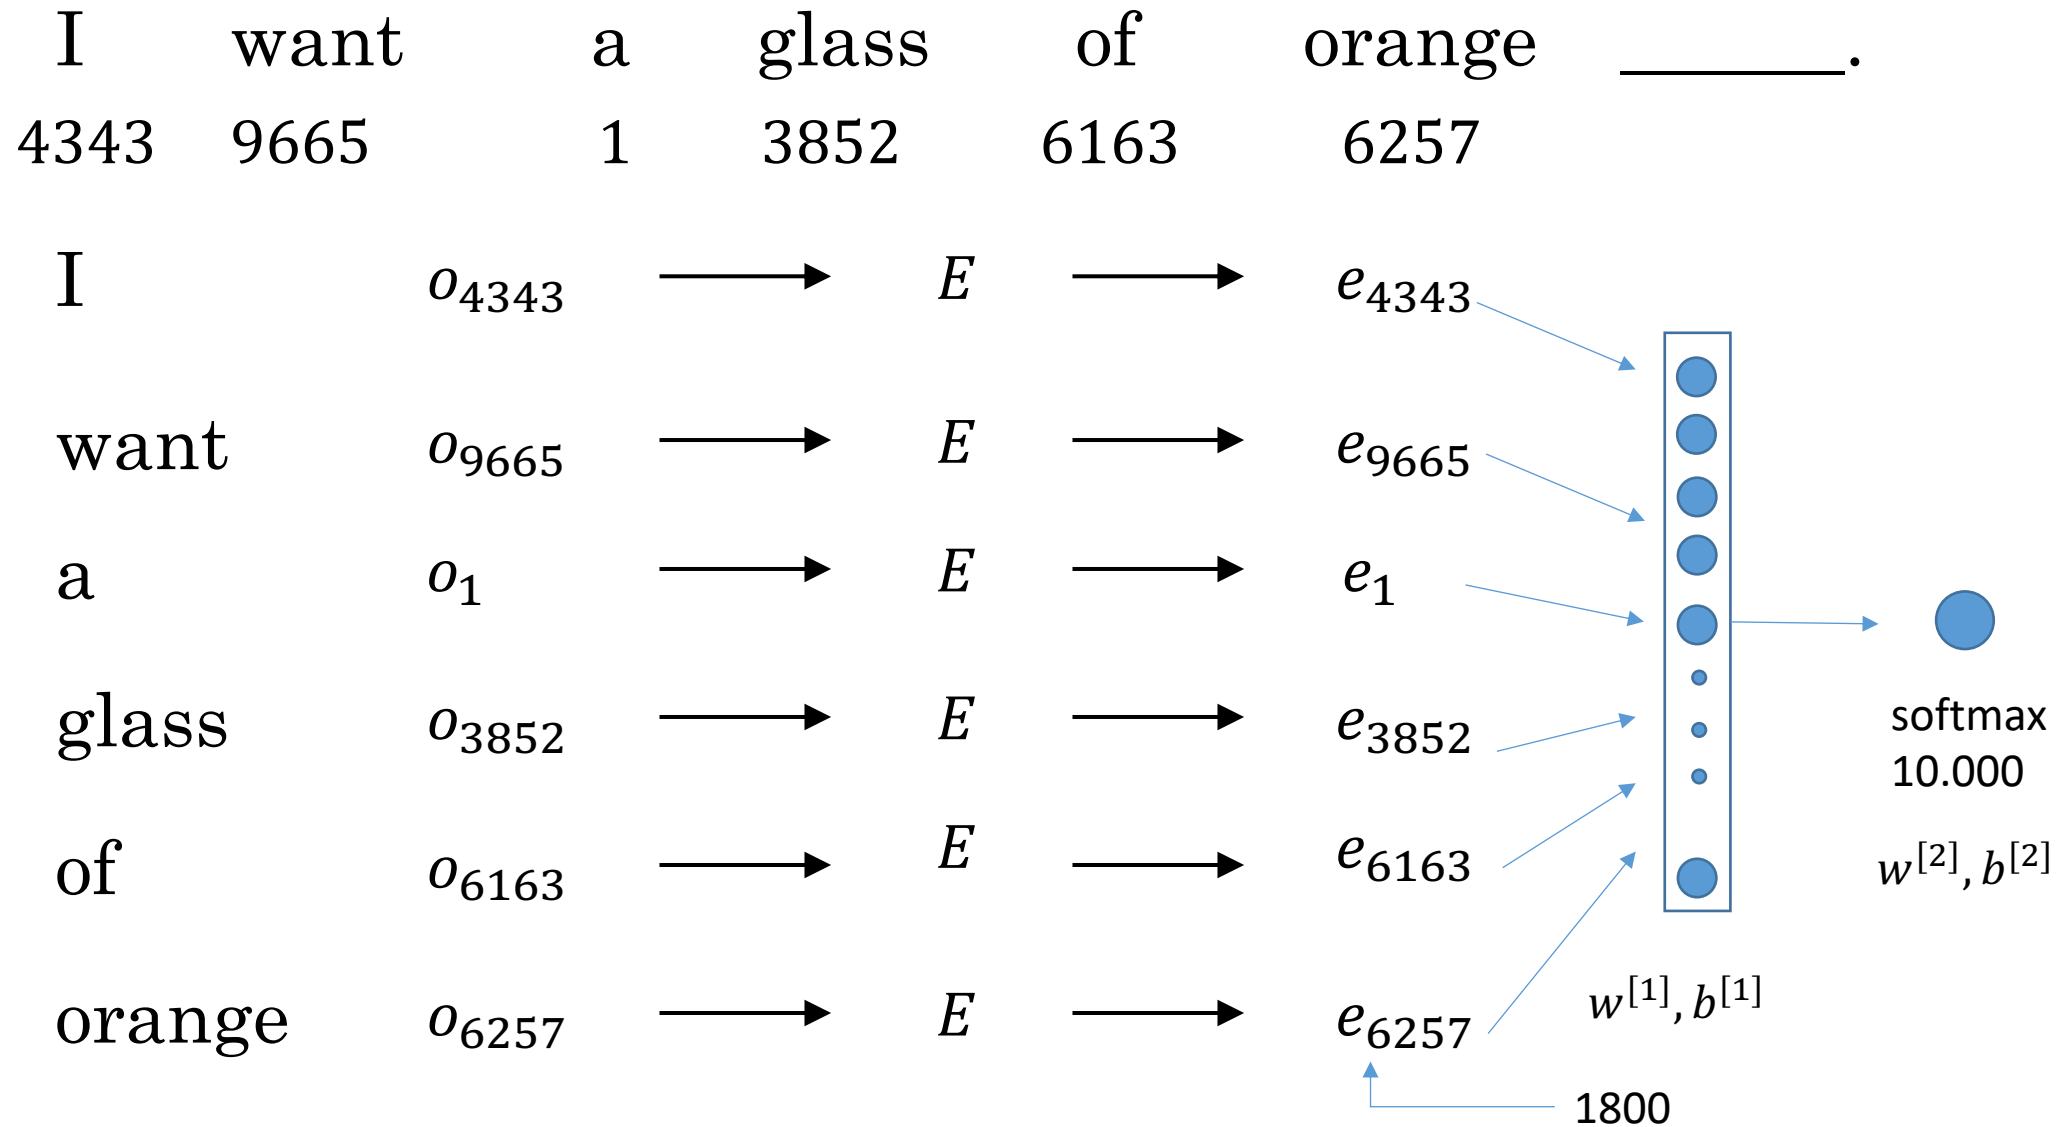 I want a glass of orange ______.
4343 9665 1 3852 6163 6257
I o₄₃₄₃ E e₄₃₄₃
want o₉₆₆₅ E e₉₆₆₅
a o₁ E e₁
glass o₃₈₅₂ E e₃₈₅₂
softmax
10.000
of o₆₁₆₃ E e₆₁₆₃
w^[2], b^[2]
orange o₆₂₅₇ E e₆₂₅₇
w^[1], b^[1]
1800